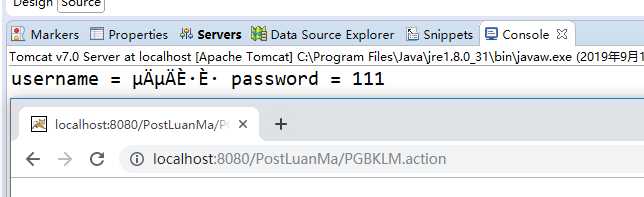 Design Source
Markers Properties Servers Data Source Explorer Snippets Console
Tomcat v7.0 Server at localhost [Apache Tomcat] C:\Program Files\Java\jre1.8.0_31\bin\javaw.exe (2019年9月1
username = µÄµÄÈ·È· password = 111
localhost:8080/PostLuanMa/PG
localhost:8080/PostLuanMa/PGBKLM.action